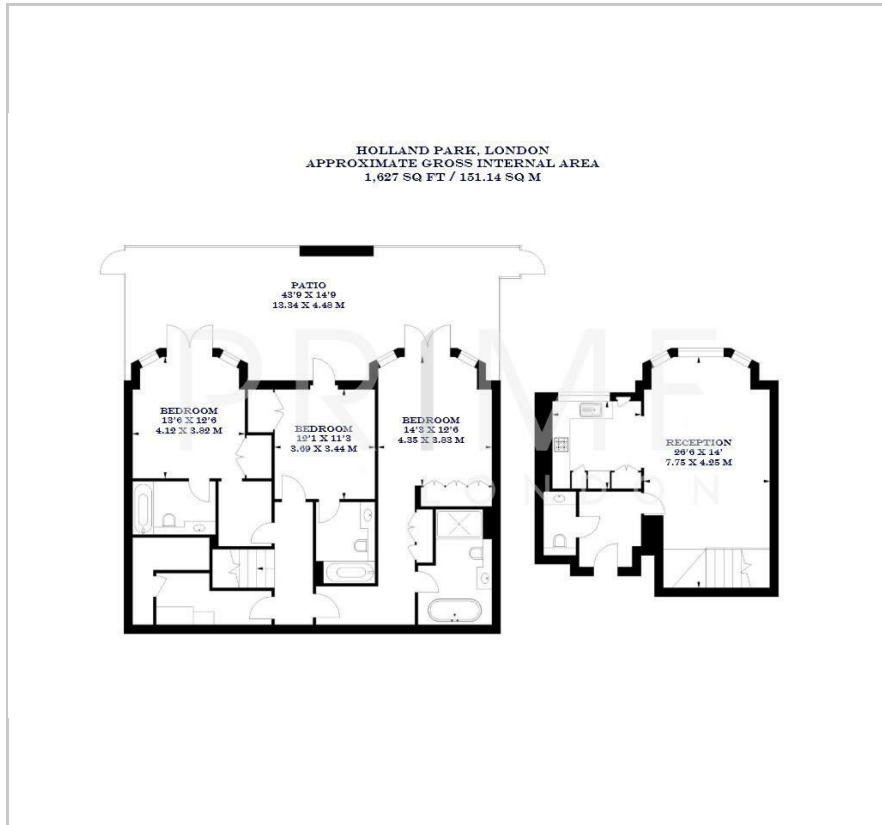 HOLLAND PARK, LONDON
APPROXIMATE GROSS INTERNAL AREA
1,627 SQ FT / 151.14 SQ M
PATIO
43'9 X 14'9
13.34 X 4.48 M
BEDROOM
13'6 X 12'6
4.12 X 3.82 M
BEDROOM
12'1 X 11'3
3.69 X 3.44 M
BEDROOM
14'3 X 12'6
4.35 X 3.83 M
RECEPTION
26'6 X 14'
7.75 X 4.25 M
PRIME
LONDON